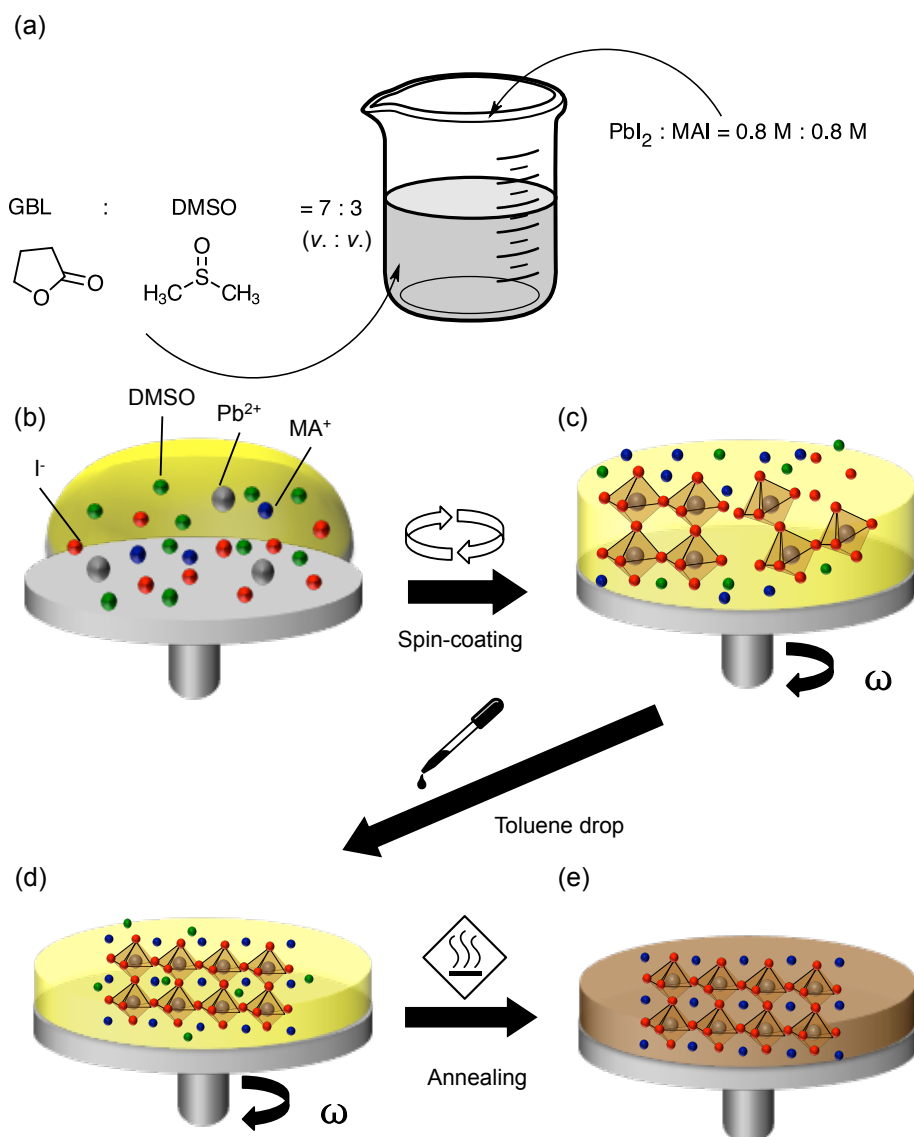 (a)
PbI₂ : MAI = 0.8 M : 0.8 M
GBL : DMSO = 7 : 3
(v. : v.)
O
S
O
O
H₃C
CH₃
(b)
DMSO
Pb²⁺
MA⁺
I⁻
(c)
Spin-coating
ω
Toluene drop
(d)
(e)
Annealing
ω